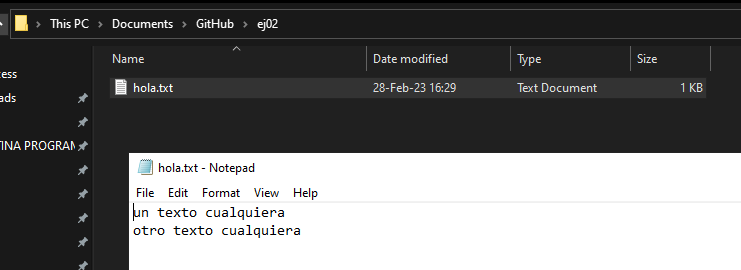 This PC > Documents > GitHub > ej02
Name Date modified Type Size
hola.txt 28-Feb-23 16:29 Text Document 1 KB
cess
ads
TINA PROGRAM
hola.txt - Notepad
File Edit Format View Help
un texto cualquiera
otro texto cualquiera